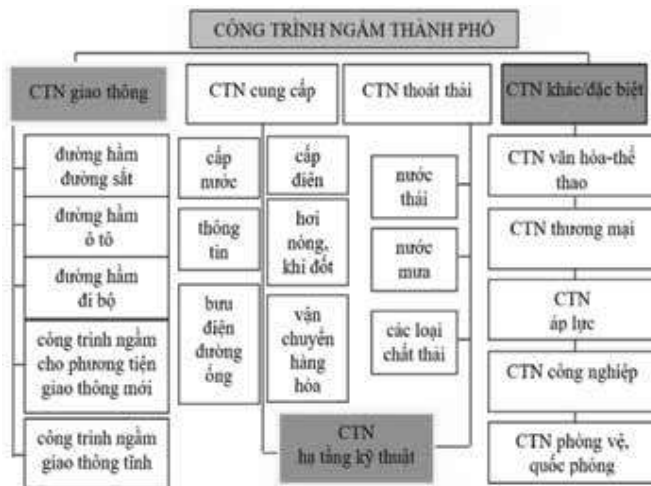 CÔNG TRÌNH NGẦM THÀNH PHỐ
CTN giao thông
đường hầm
đường sắt
đường hầm
ô tô
đường hầm
đi bộ
công trình ngầm
cho phương tiện
giao thông mới
công trình ngầm
giao thông tĩnh
CTN cung cấp
cấp
nước
thông
tin
bưu
điện
đường
ống
cấp
điện
hơi
nóng,
khí đốt
vận
chuyển
hàng
hóa
CTN thoát thải
nước
thải
nước
mưa
các loại
chất thải
CTN
hạ tầng kỹ thuật
CTN khác/đặc biệt
CTN văn hóa-thể
thao
CTN thương mại
CTN
áp lực
CTN công nghiệp
CTN phòng vệ,
quốc phòng